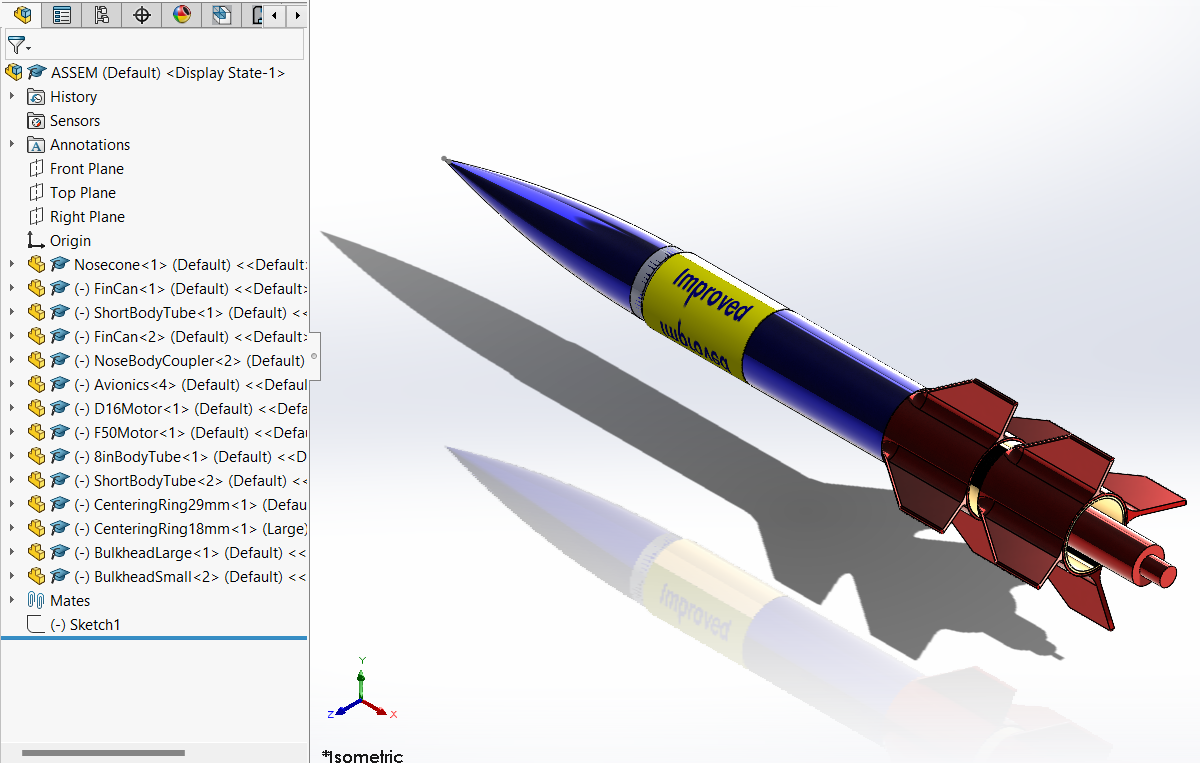 ASSEM (Default) <Display State-1>
History
Sensors
A Annotations
Front Plane
Top Plane
Right Plane
Origin
Nosecone<1> (Default) <<Default
(-) FinCan<1> (Default) <<Default
(-) ShortBodyTube<1> (Default) <<
(-) FinCan<2> (Default) <<Default
(-) NoseBodyCoupler<2> (Default)
(-) Avionics<4> (Default) <<Defaul
(-) D16Motor<1> (Default) <<Defa
(-) F50Motor<1> (Default) <<Defau
(-) 8inBodyTube<1> (Default) <<D
(-) ShortBodyTube<2> (Default) <<
(-) CenteringRing29mm<1> (Defau
(-) CenteringRing18mm<1> (Large)
(-) BulkheadLarge<1> (Default) <<
(-) BulkheadSmall<2> (Default) <<
Mates
(-) Sketch1
Improved
Improved
Improved
Y
Z
X
*Isometric